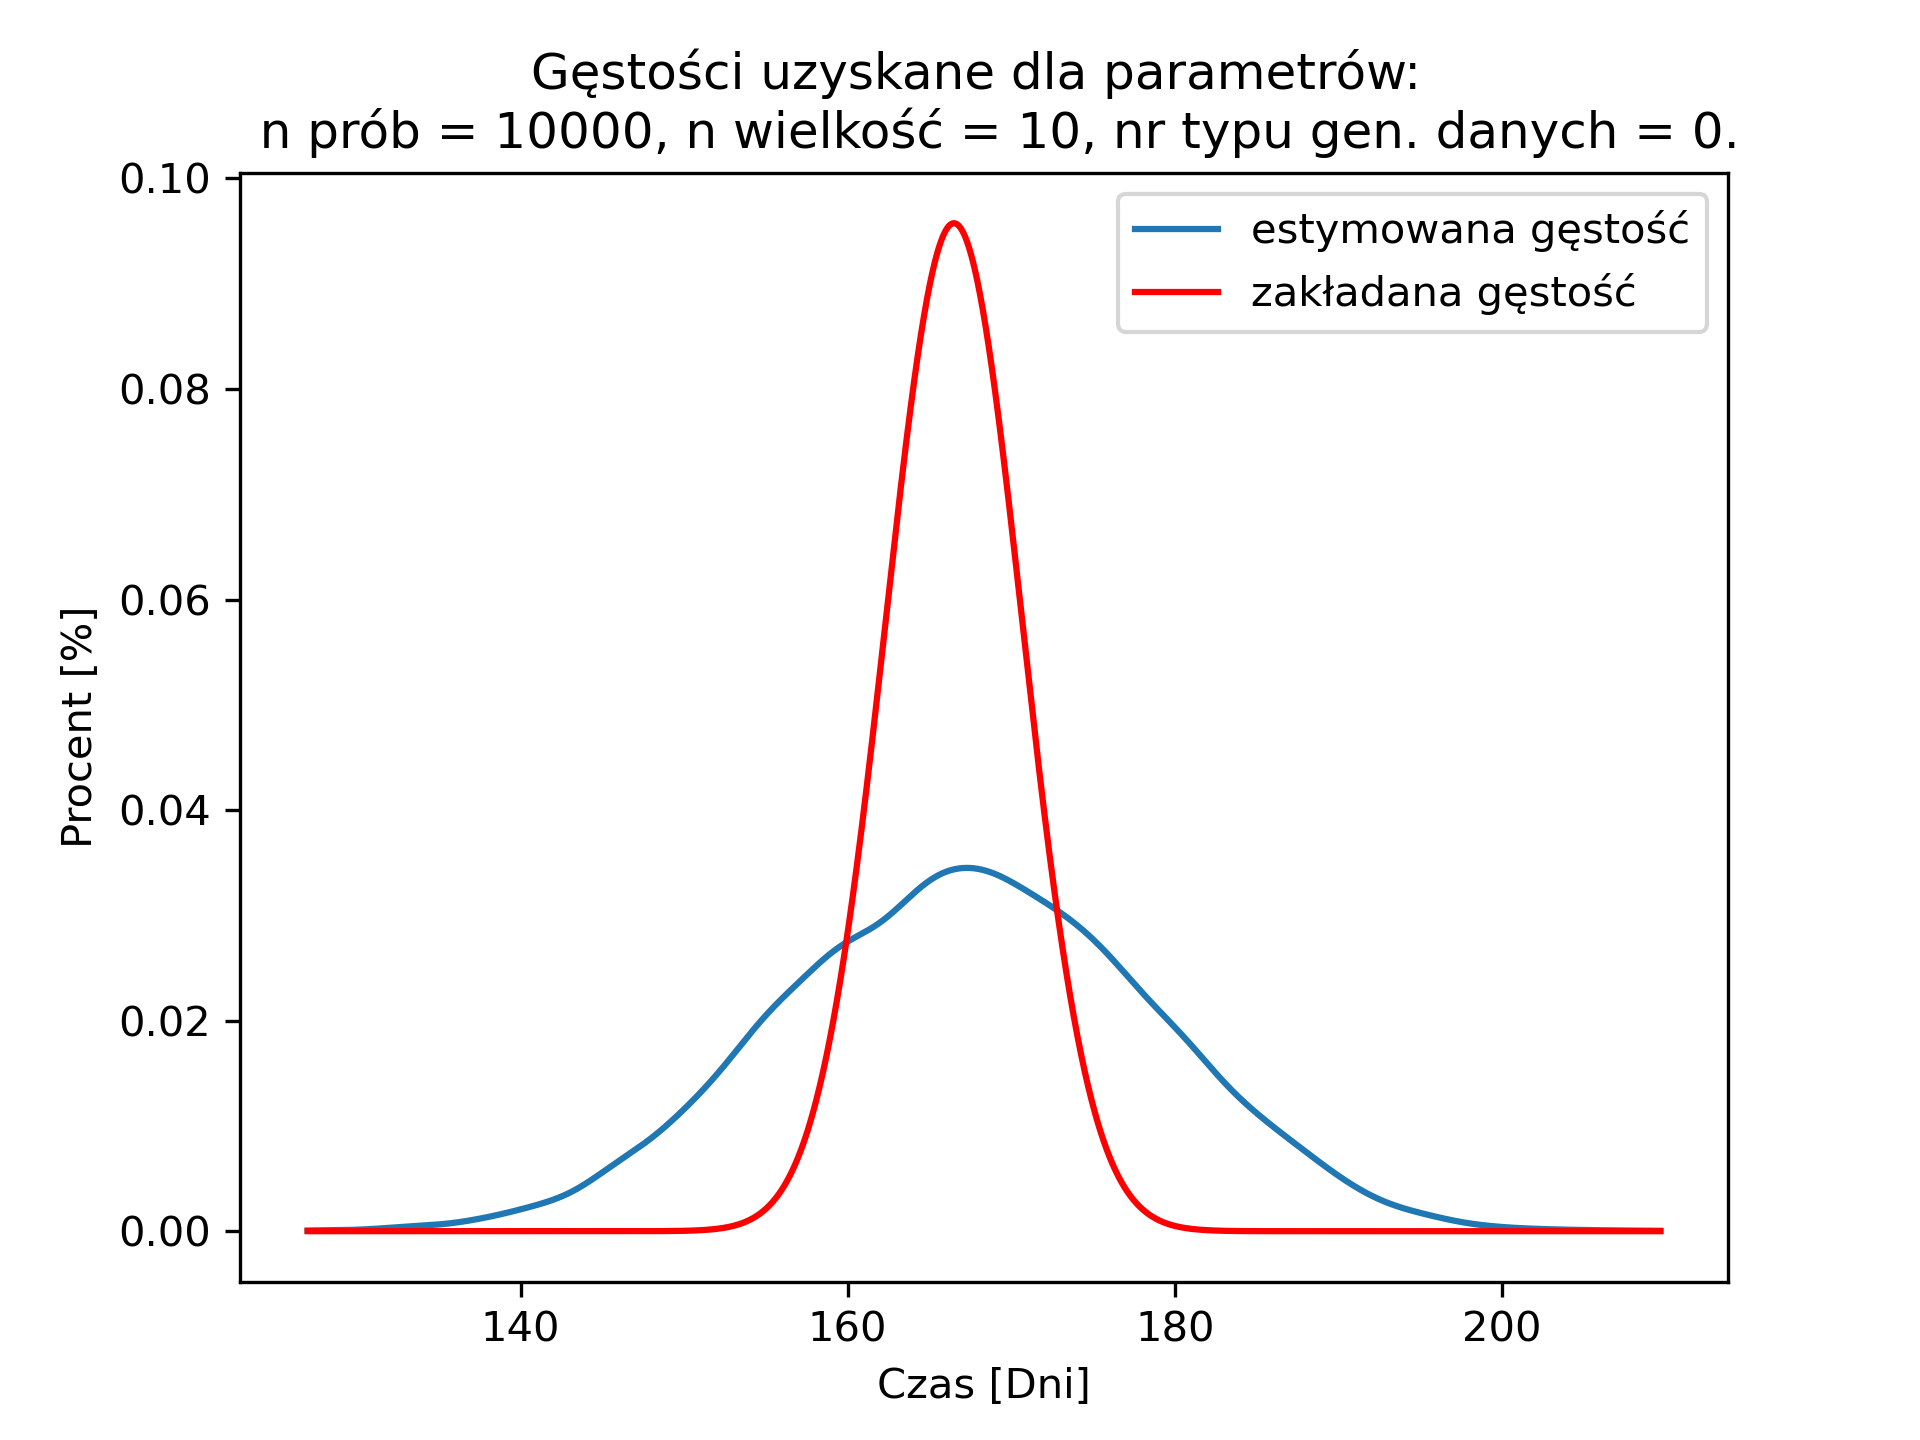 Gęstości uzyskane dla parametrów:
n prób = 10000, n wielkość = 10, nr typu gen. danych = 0.
estymowana gęstość
zakładana gęstość
0.10
0.08
0.06
0.04
0.02
0.00
Procent [%]
140 160 180 200
Czas [Dni]